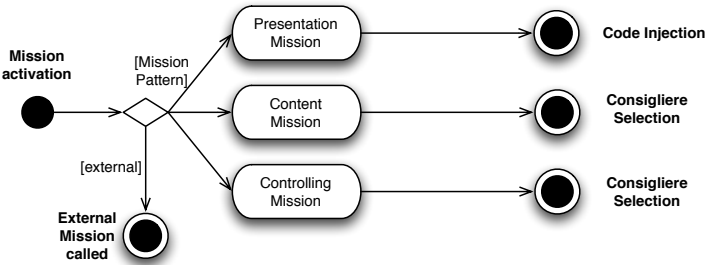 Mission
activation
[Mission
Pattern]
[external]
External
Mission
called
Presentation
Mission
Code Injection
Content
Mission
Consigliere
Selection
Controlling
Mission
Consigliere
Selection